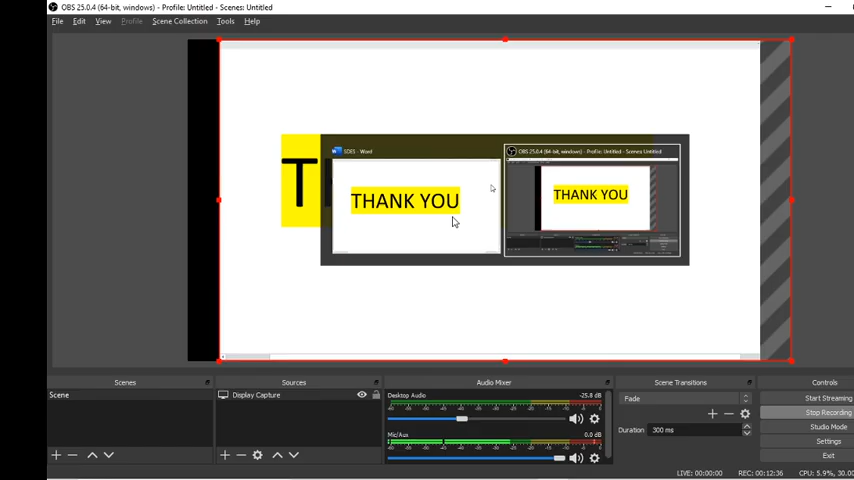 OBS 25.0.4 (64-bit, windows) - Profile: Untitled - Scenes: Untitled
File Edit View Profile Scene Collection Tools Help
T
SDES - Word
OBS 25.0.4 (64-bit, windows) - Profile: Untitled - Scenes: Untitled
THANK YOU
THANK YOU
Scenes Sources Audio Mixer Scene Transitions Controls
Scene
Display Capture
Desktop Audio -25.8 dB
Fade
Start Streaming
Stop Recording
Mic/Aux 0.0 dB
Duration 300 ms
Studio Mode
Settings
Exit
LIVE: 00:00:00 REC: 00:12:36 CPU: 5.9%, 30.00